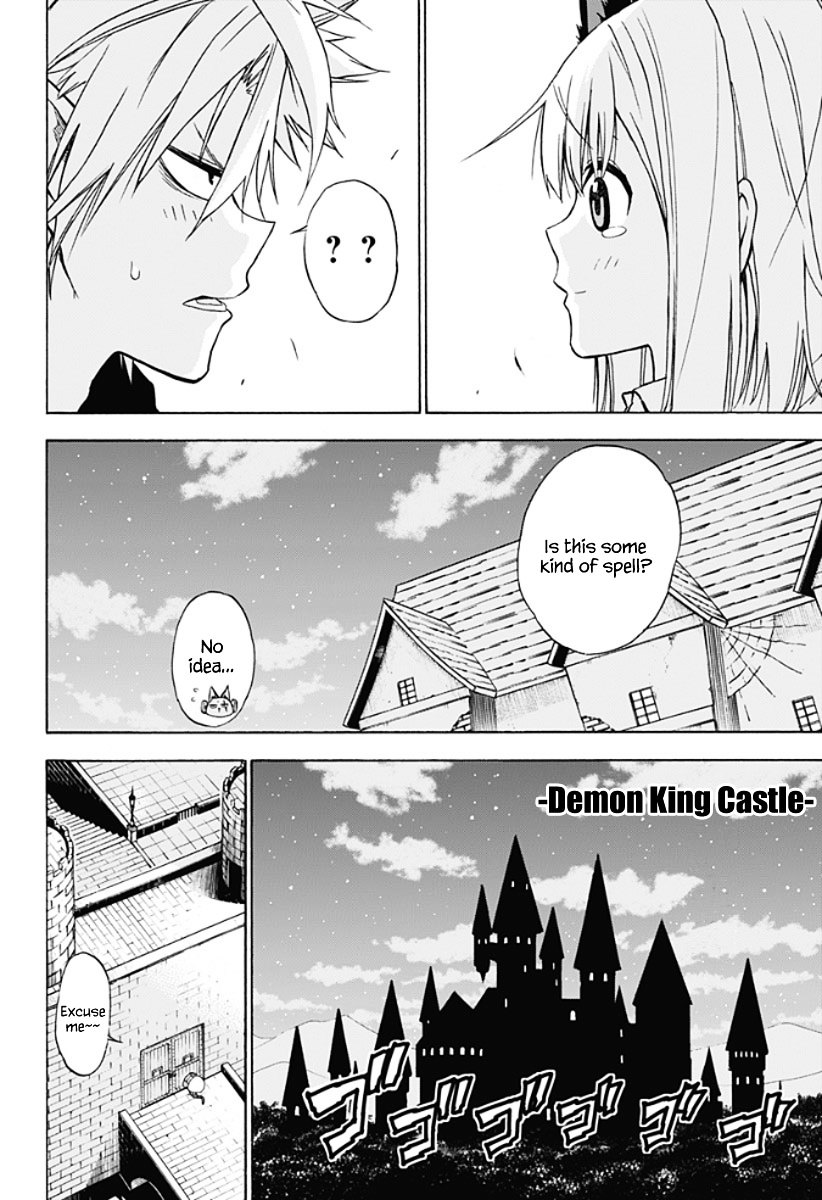 ? ?
Is this some
kind of spell?
No
idea...
-Demon King Castle-
ゴゴゴゴゴゴ
Excuse
me~~